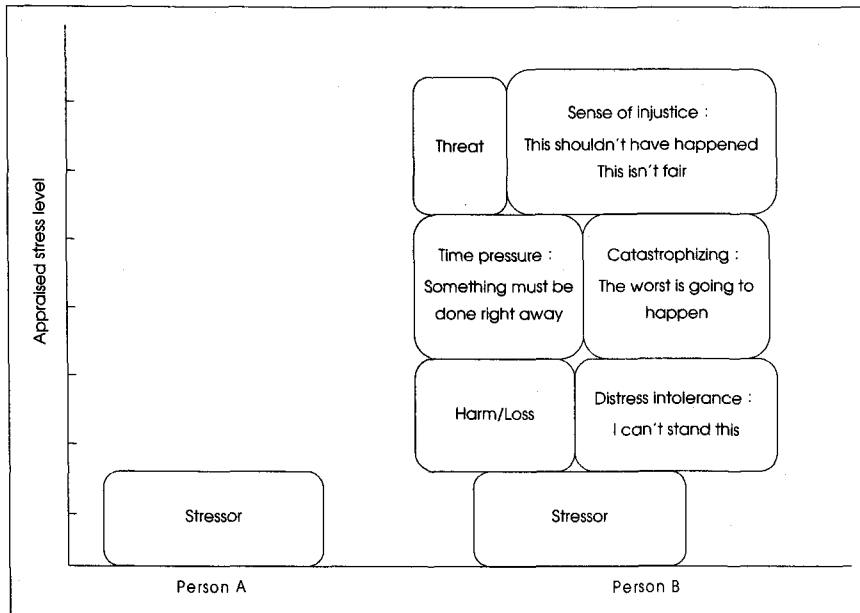 Appraised stress level
Threat
Sense of injustice :
This shouldn't have happened
This isn't fair
Time pressure :
Something must be
done right away
Catastrophizing :
The worst is going to
happen
Harm/Loss
Distress intolerance :
I can't stand this
Stressor
Stressor
Person A
Person B